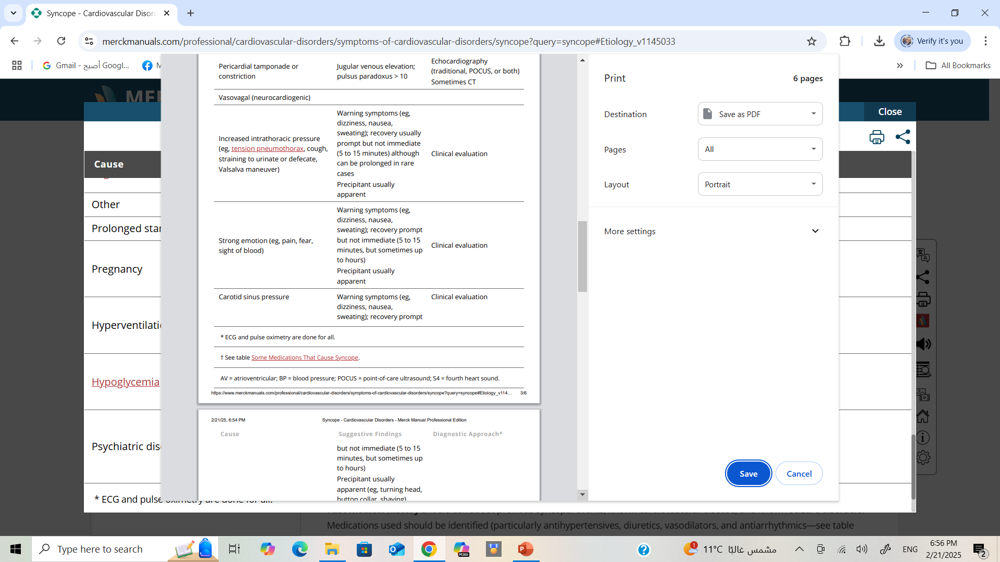 Syncope - Cardiovascular Disor
merckmanuals.com/professional/cardiovascular-disorders/symptoms-of-cardiovascular-disorders/syncope?query=syncope#Etiology_v1145033
Verify it's you
Gmail - أصبح Googl...
All Bookmarks
MER
Close
Cause
Other
Prolonged star
Pregnancy
Hyperventilati
Hypoglycemia
Psychiatric dis
* ECG and pulse oximetry are done for all.
Pericardial tamponade or
constriction
Jugular venous elevation;
pulsus paradoxus > 10
Echocardiography
(traditional, POCUS, or both)
Sometimes CT
Vasovagal (neurocardiogenic)
Increased intrathoracic pressure
(eg, tension pneumothorax, cough,
straining to urinate or defecate,
Valsalva maneuver)
Warning symptoms (eg,
dizziness, nausea,
sweating); recovery usually
prompt but not immediate
(5 to 15 minutes) although
can be prolonged in rare
cases
Precipitant usually
apparent
Clinical evaluation
Strong emotion (eg, pain, fear,
sight of blood)
Warning symptoms (eg,
dizziness, nausea,
sweating); recovery prompt
but not immediate (5 to 15
minutes, but sometimes up
to hours)
Precipitant usually
apparent
Clinical evaluation
Carotid sinus pressure
Warning symptoms (eg,
dizziness, nausea,
sweating); recovery prompt
Clinical evaluation
* ECG and pulse oximetry are done for all.
† See table Some Medications That Cause Syncope.
AV = atrioventricular; BP = blood pressure; POCUS = point-of-care ultrasound; S4 = fourth heart sound.
https://www.merckmanuals.com/professional/cardiovascular-disorders/symptoms-of-cardiovascular-disorders/syncope?query=syncope#Etiology_v114... 3/6
2/21/25, 6:54 PM Syncope - Cardiovascular Disorders - Merck Manual Professional Edition
Cause Suggestive Findings Diagnostic Approach*
but not immediate (5 to 15
minutes, but sometimes up
to hours)
Precipitant usually
apparent (eg, turning head,
button collar, shaving)
Print 6 pages
Destination Save as PDF
Pages All
Layout Portrait
More settings
Save Cancel
Medications used should be identified (particularly antihypertensives, diuretics, vasodilators, and antiarrhythmics—see table
Type here to search
M365
1
11°C مشمس غالبًا
ENG
6:56 PM
2/21/2025
2